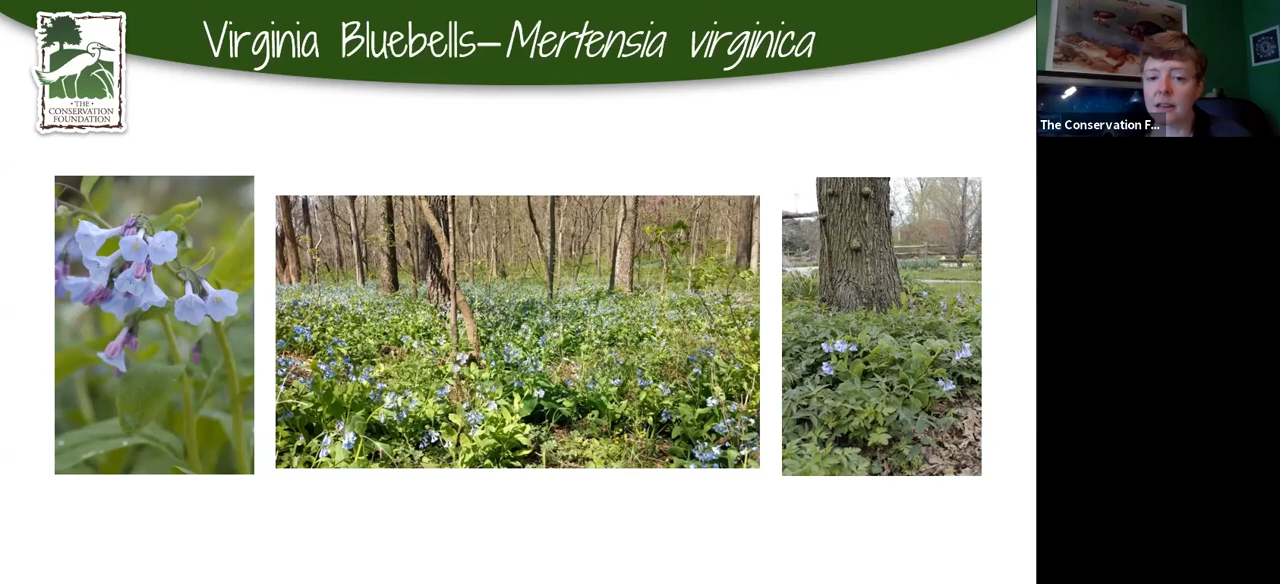 Virginia Bluebells–Mertensia virginica
• THE •
CONSERVATION
FOUNDATION
The Conservation F...